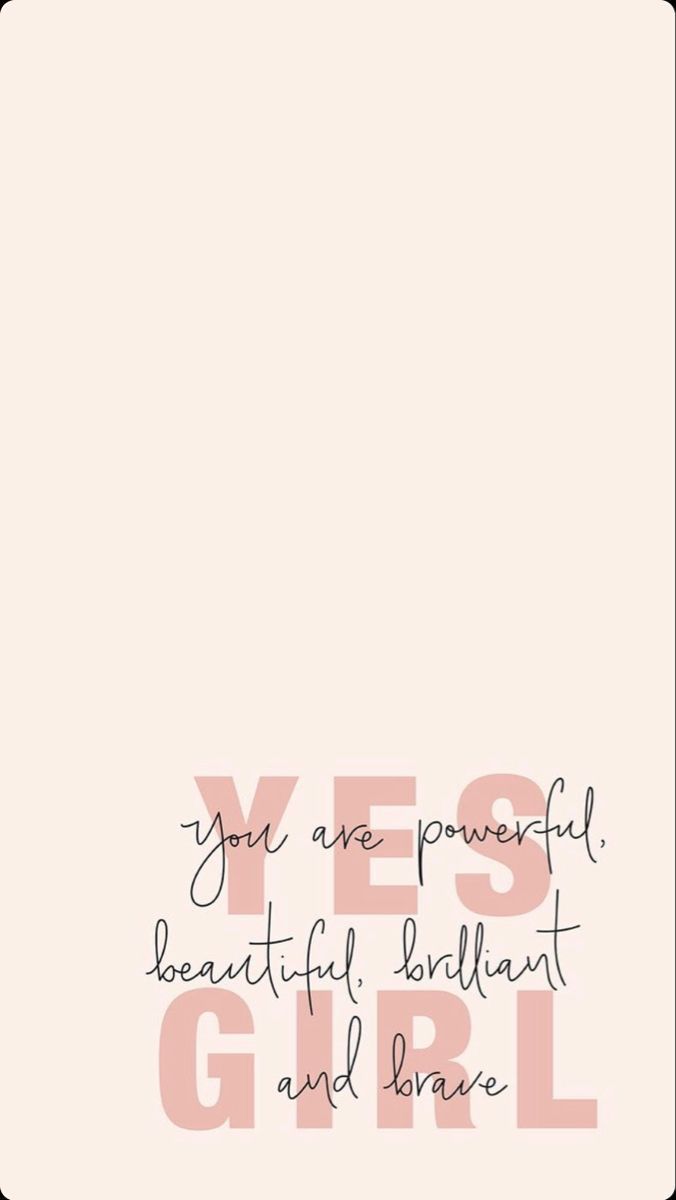 YES
you are powerful,
beautiful, brilliant
GIRL
and brave